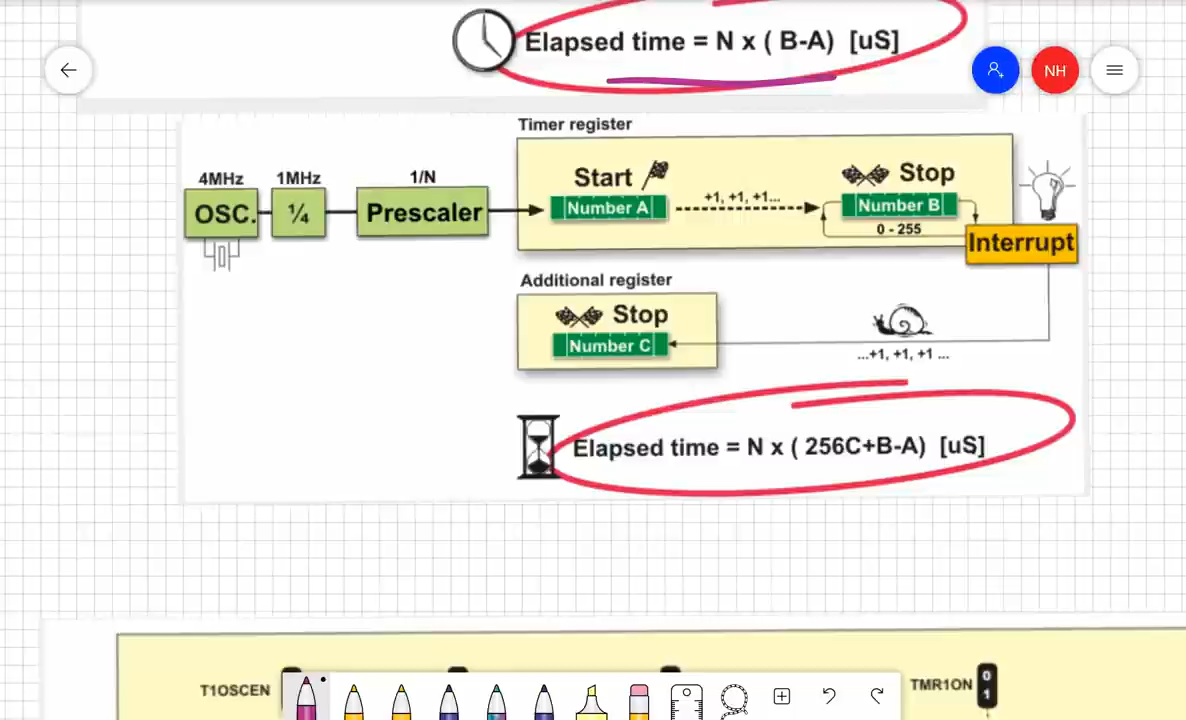 Elapsed time = N x ( B-A) [uS]
NH
Timer register
4MHz
1MHz
1/N
OSC.
¼
Prescaler
Start
Number A
+1, +1, +1...
Stop
Number B
0 - 255
Interrupt
Additional register
Stop
Number C
...+1, +1, +1 ...
Elapsed time = N x ( 256C+B-A) [uS]
T1OSCEN
TMR1ON
0
1